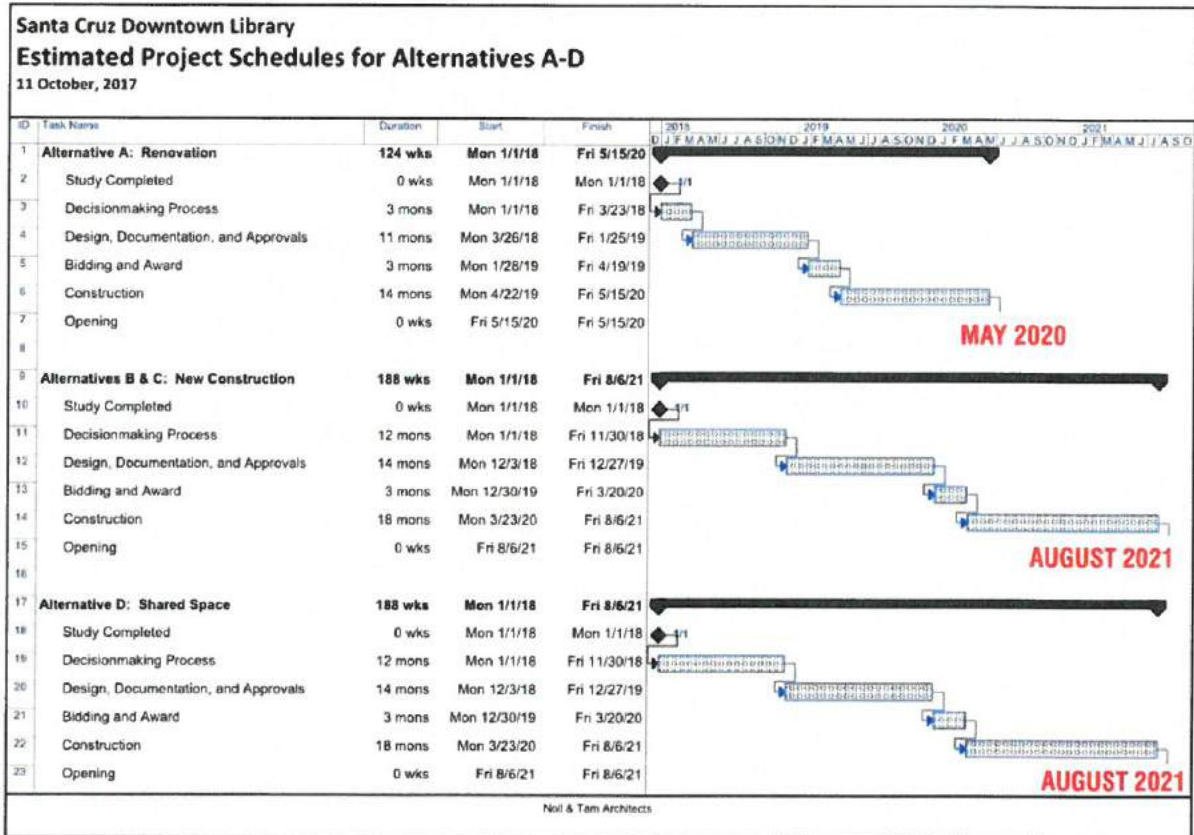 Santa Cruz Downtown Library
Estimated Project Schedules for Alternatives A-D
11 October, 2017
ID Task Name Duration Start Finish 2018 2019 2020 2021
D J F M A M J J A S O N D J F M A M J J A S O N D J F M A M J J A S O N D J F M A M J J A S O
1 Alternative A: Renovation 124 wks Mon 1/1/18 Fri 5/15/20
2 Study Completed 0 wks Mon 1/1/18 Mon 1/1/18 1/1
3 Decisionmaking Process 3 mons Mon 1/1/18 Fri 3/23/18
4 Design, Documentation, and Approvals 11 mons Mon 3/26/18 Fri 1/25/19
5 Bidding and Award 3 mons Mon 1/28/19 Fri 4/19/19
6 Construction 14 mons Mon 4/22/19 Fri 5/15/20
7 Opening 0 wks Fri 5/15/20 Fri 5/15/20
MAY 2020
8
9 Alternatives B & C: New Construction 188 wks Mon 1/1/18 Fri 8/6/21
10 Study Completed 0 wks Mon 1/1/18 Mon 1/1/18 1/1
11 Decisionmaking Process 12 mons Mon 1/1/18 Fri 11/30/18
12 Design, Documentation, and Approvals 14 mons Mon 12/3/18 Fri 12/27/19
13 Bidding and Award 3 mons Mon 12/30/19 Fri 3/20/20
14 Construction 18 mons Mon 3/23/20 Fri 8/6/21
15 Opening 0 wks Fri 8/6/21 Fri 8/6/21
AUGUST 2021
16
17 Alternative D: Shared Space 188 wks Mon 1/1/18 Fri 8/6/21
18 Study Completed 0 wks Mon 1/1/18 Mon 1/1/18 1/1
19 Decisionmaking Process 12 mons Mon 1/1/18 Fri 11/30/18
20 Design, Documentation, and Approvals 14 mons Mon 12/3/18 Fri 12/27/19
21 Bidding and Award 3 mons Mon 12/30/19 Fri 3/20/20
22 Construction 18 mons Mon 3/23/20 Fri 8/6/21
23 Opening 0 wks Fri 8/6/21 Fri 8/6/21
AUGUST 2021
Noll & Tam Architects